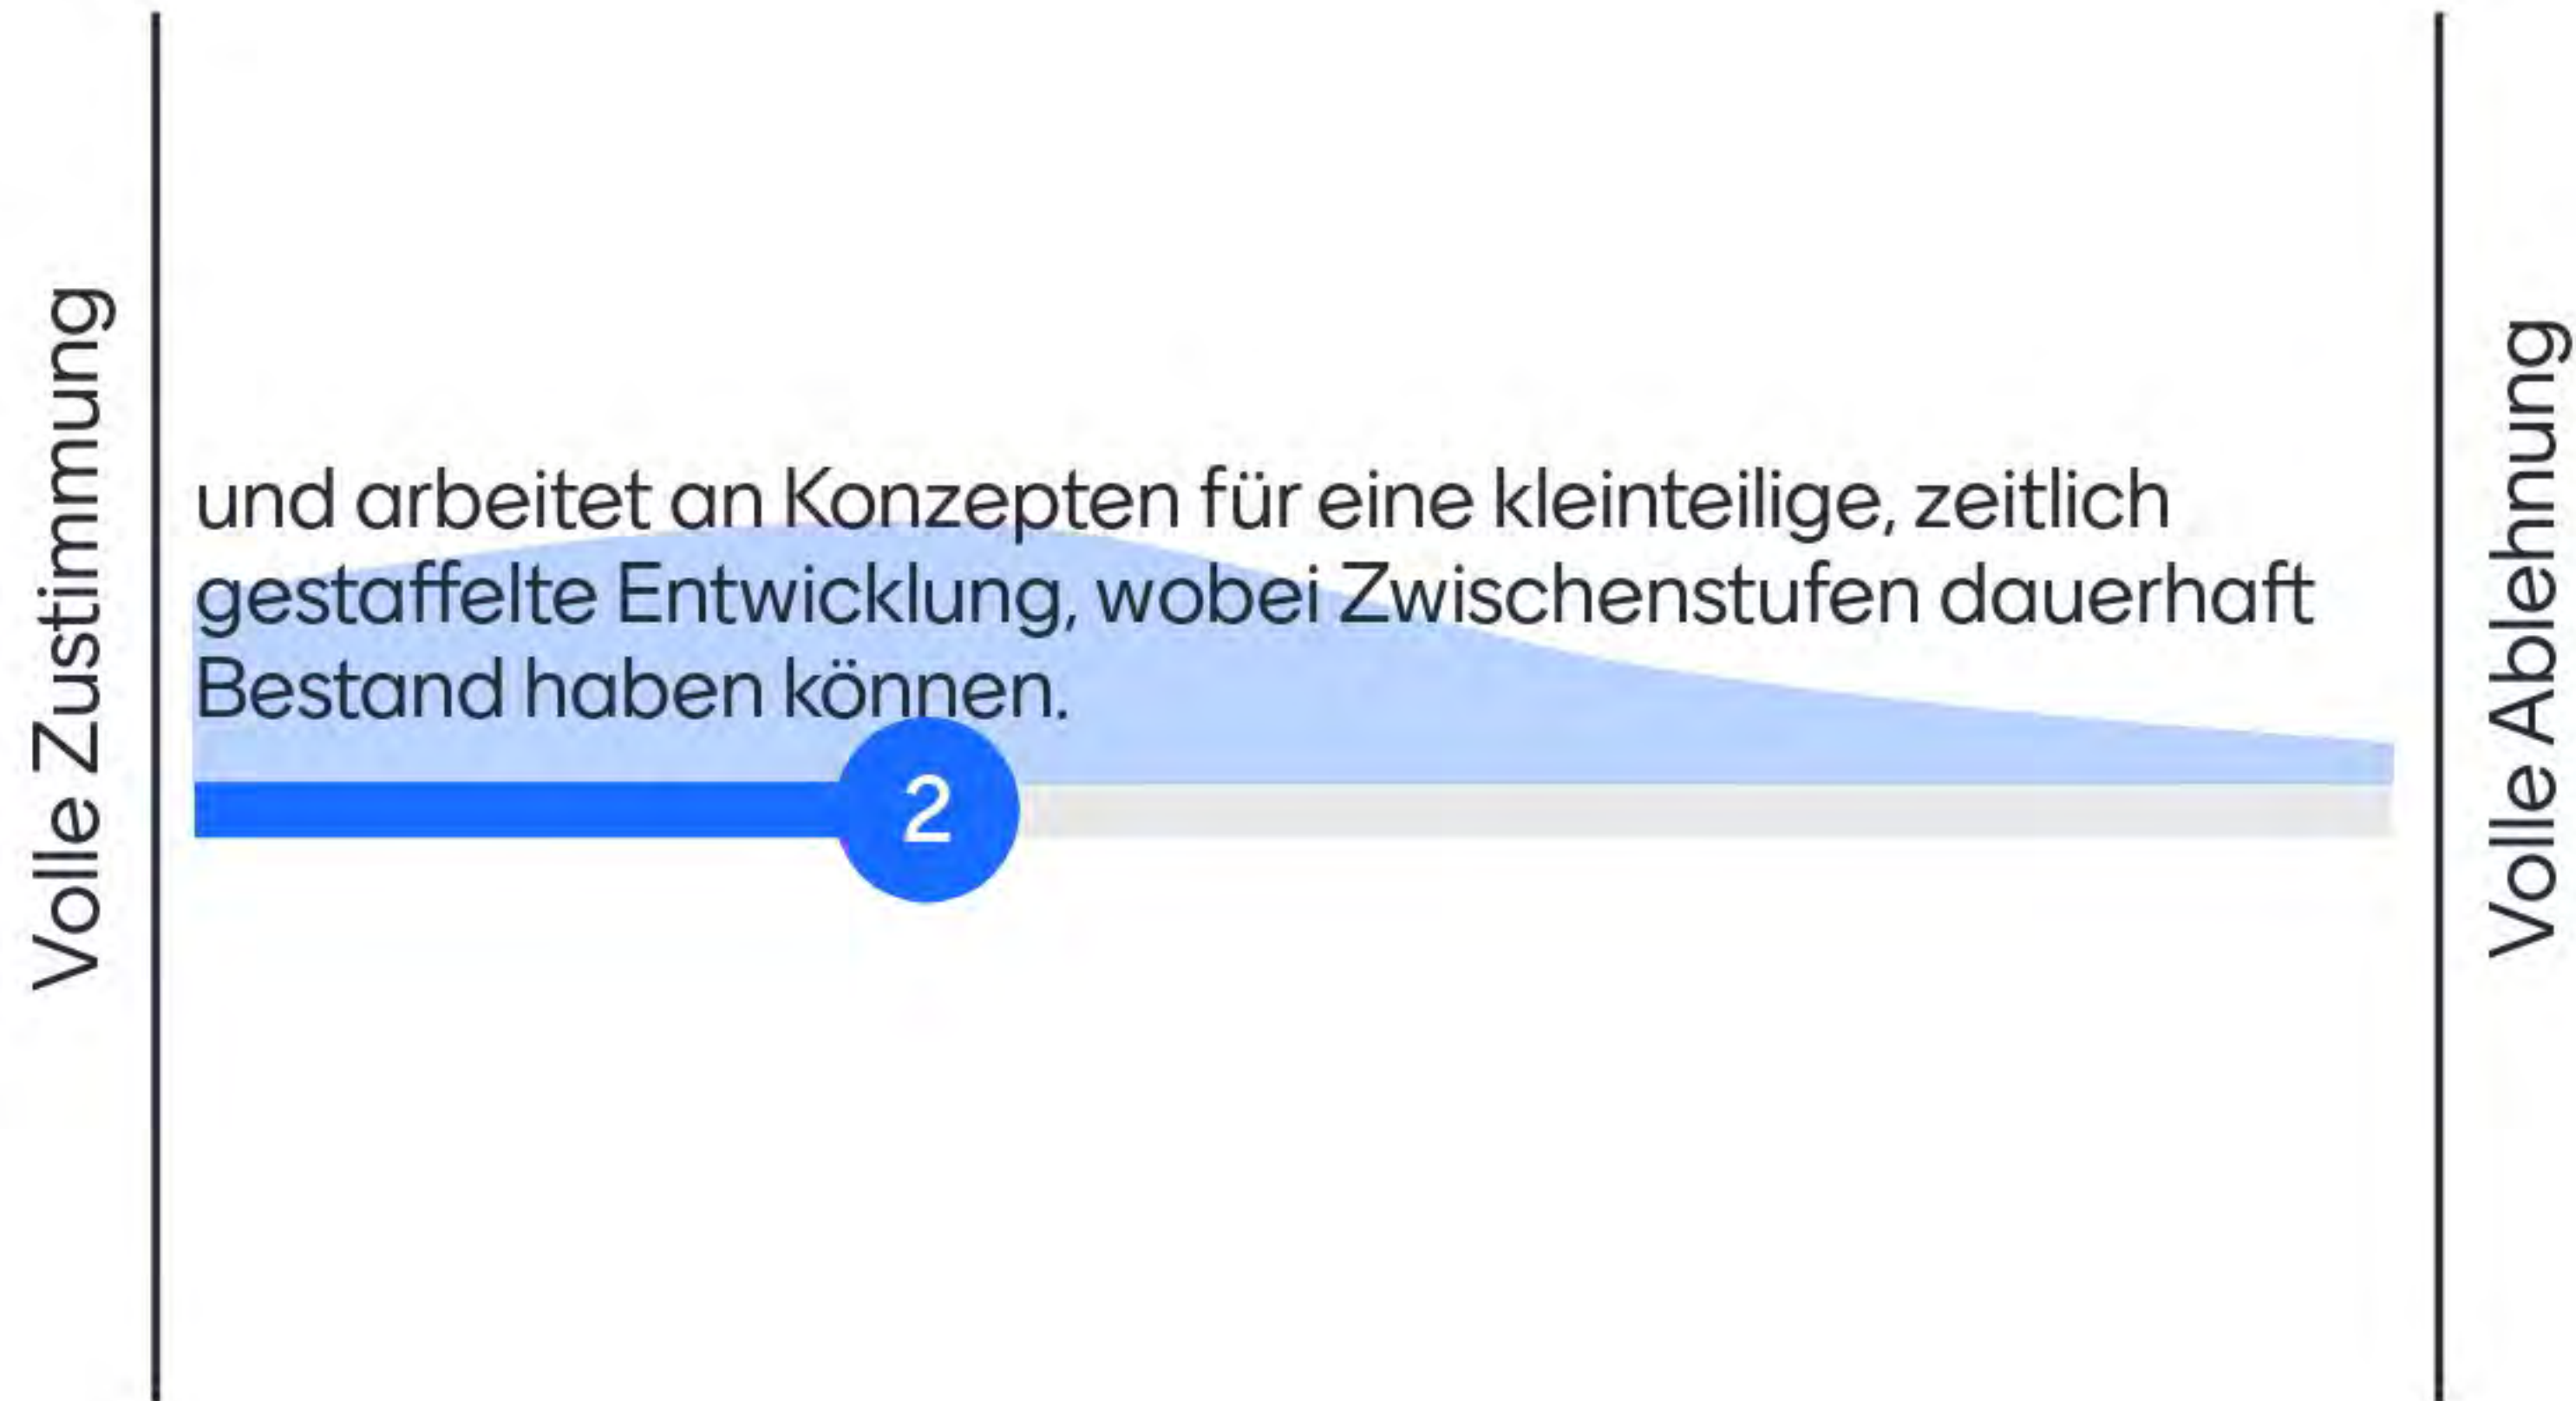 Volle Zustimmung
und arbeitet an Konzepten für eine kleinteilige, zeitlich
gestaffelte Entwicklung, wobei Zwischenstufen dauerhaft
Bestand haben können.
2
Volle Ablehnung